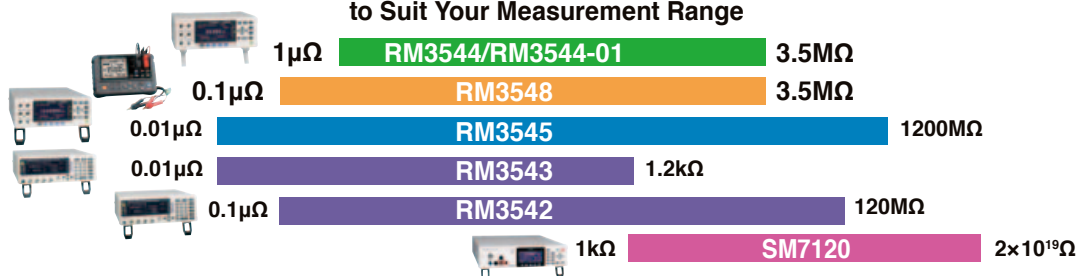 to Suit Your Measurement Range
1μΩ RM3544/RM3544-01 3.5MΩ
0.1μΩ RM3548 3.5MΩ
0.01μΩ RM3545 1200MΩ
0.01μΩ RM3543 1.2kΩ
0.1μΩ RM3542 120MΩ
1kΩ SM7120 2×10¹⁹Ω